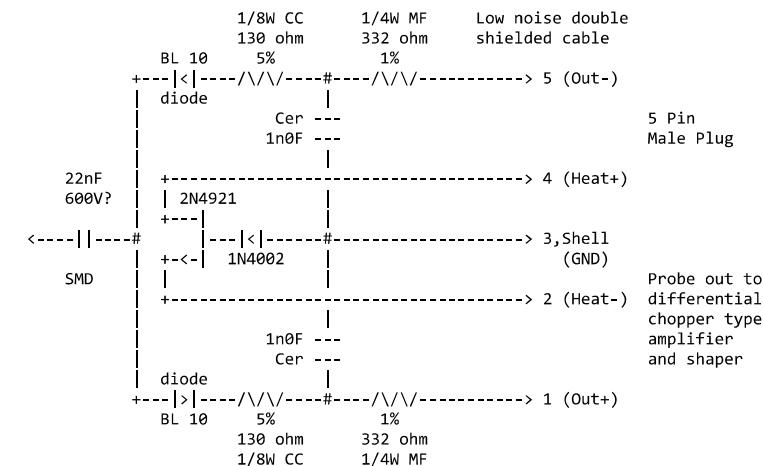 1/8W CC         1/4W MF      Low noise double
                          130 ohm         332 ohm      shielded cable
                BL 10       5%              1%
             +---|<|-----/\/\/----#----/\/\/------------> 5 (Out-)
             |  diode             |
             |               Cer ---                              5 Pin
             |              1n0F ---                              Male Plug
             |                    |
    22nF     |  +---------------------------------------> 4 (Heat+)
    600V?    |  | 2N4921          |
             |  +---|             |
<----||----#        |---|<|------#---------------------> 3,Shell
             |  +-<-|  1N4002     |                        (GND)
    SMD      |  |                 |                               Probe out to
             |  +---------------------------------------> 2 (Heat-) differential
             |                    |                               chopper type
             |              1n0F ---                              amplifier
             |               Cer ---                              and shaper
             |  diode             |
             +---|>|-----/\/\/----#----/\/\/------------> 1 (Out+)
                BL 10       5%              1%
                          130 ohm         332 ohm
                          1/8W CC         1/4W MF